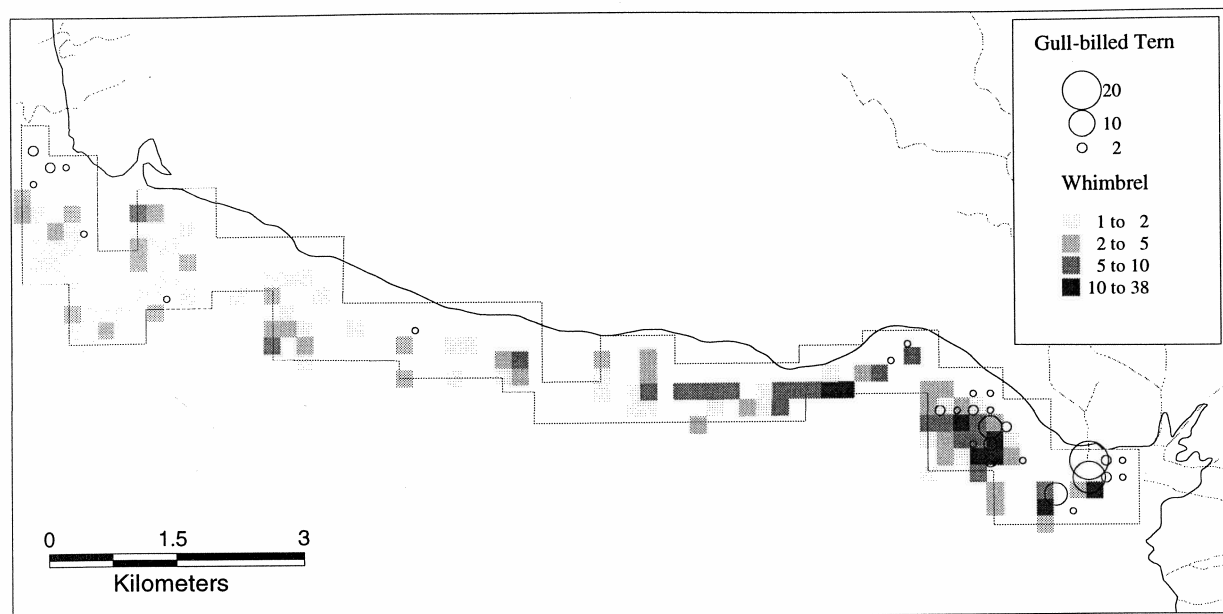 Gull-billed Tern
20
10
2
Whimbrel
1 to 2
2 to 5
5 to 10
10 to 38
0 1.5 3
Kilometers